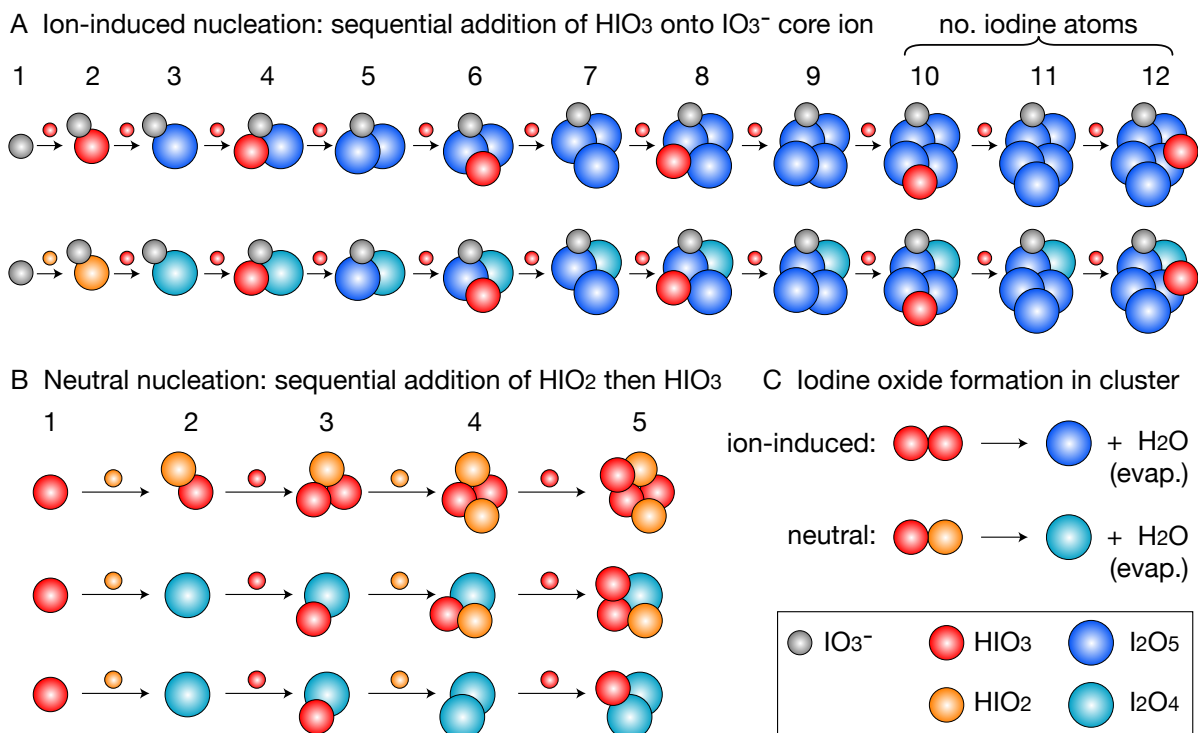 A Ion-induced nucleation: sequential addition of HIO3 onto IO3- core ion
no. iodine atoms
1 2 3 4 5 6 7 8 9 10 11 12
B Neutral nucleation: sequential addition of HIO2 then HIO3
1 2 3 4 5
C Iodine oxide formation in cluster
ion-induced: + H2O
(evap.)
neutral: + H2O
(evap.)
IO3- HIO3 I2O5
HIO2 I2O4